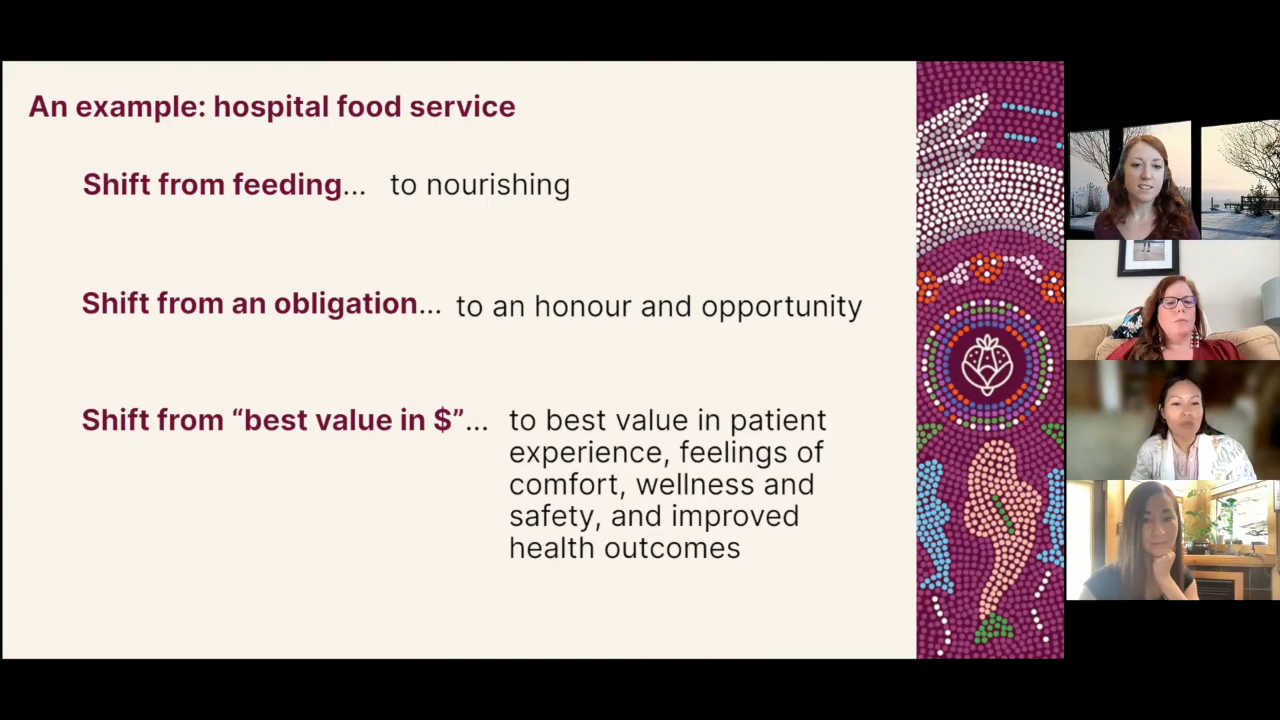 An example: hospital food service
Shift from feeding... to nourishing
Shift from an obligation... to an honour and opportunity
Shift from “best value in $”... to best value in patient
experience, feelings of
comfort, wellness and
safety, and improved
health outcomes